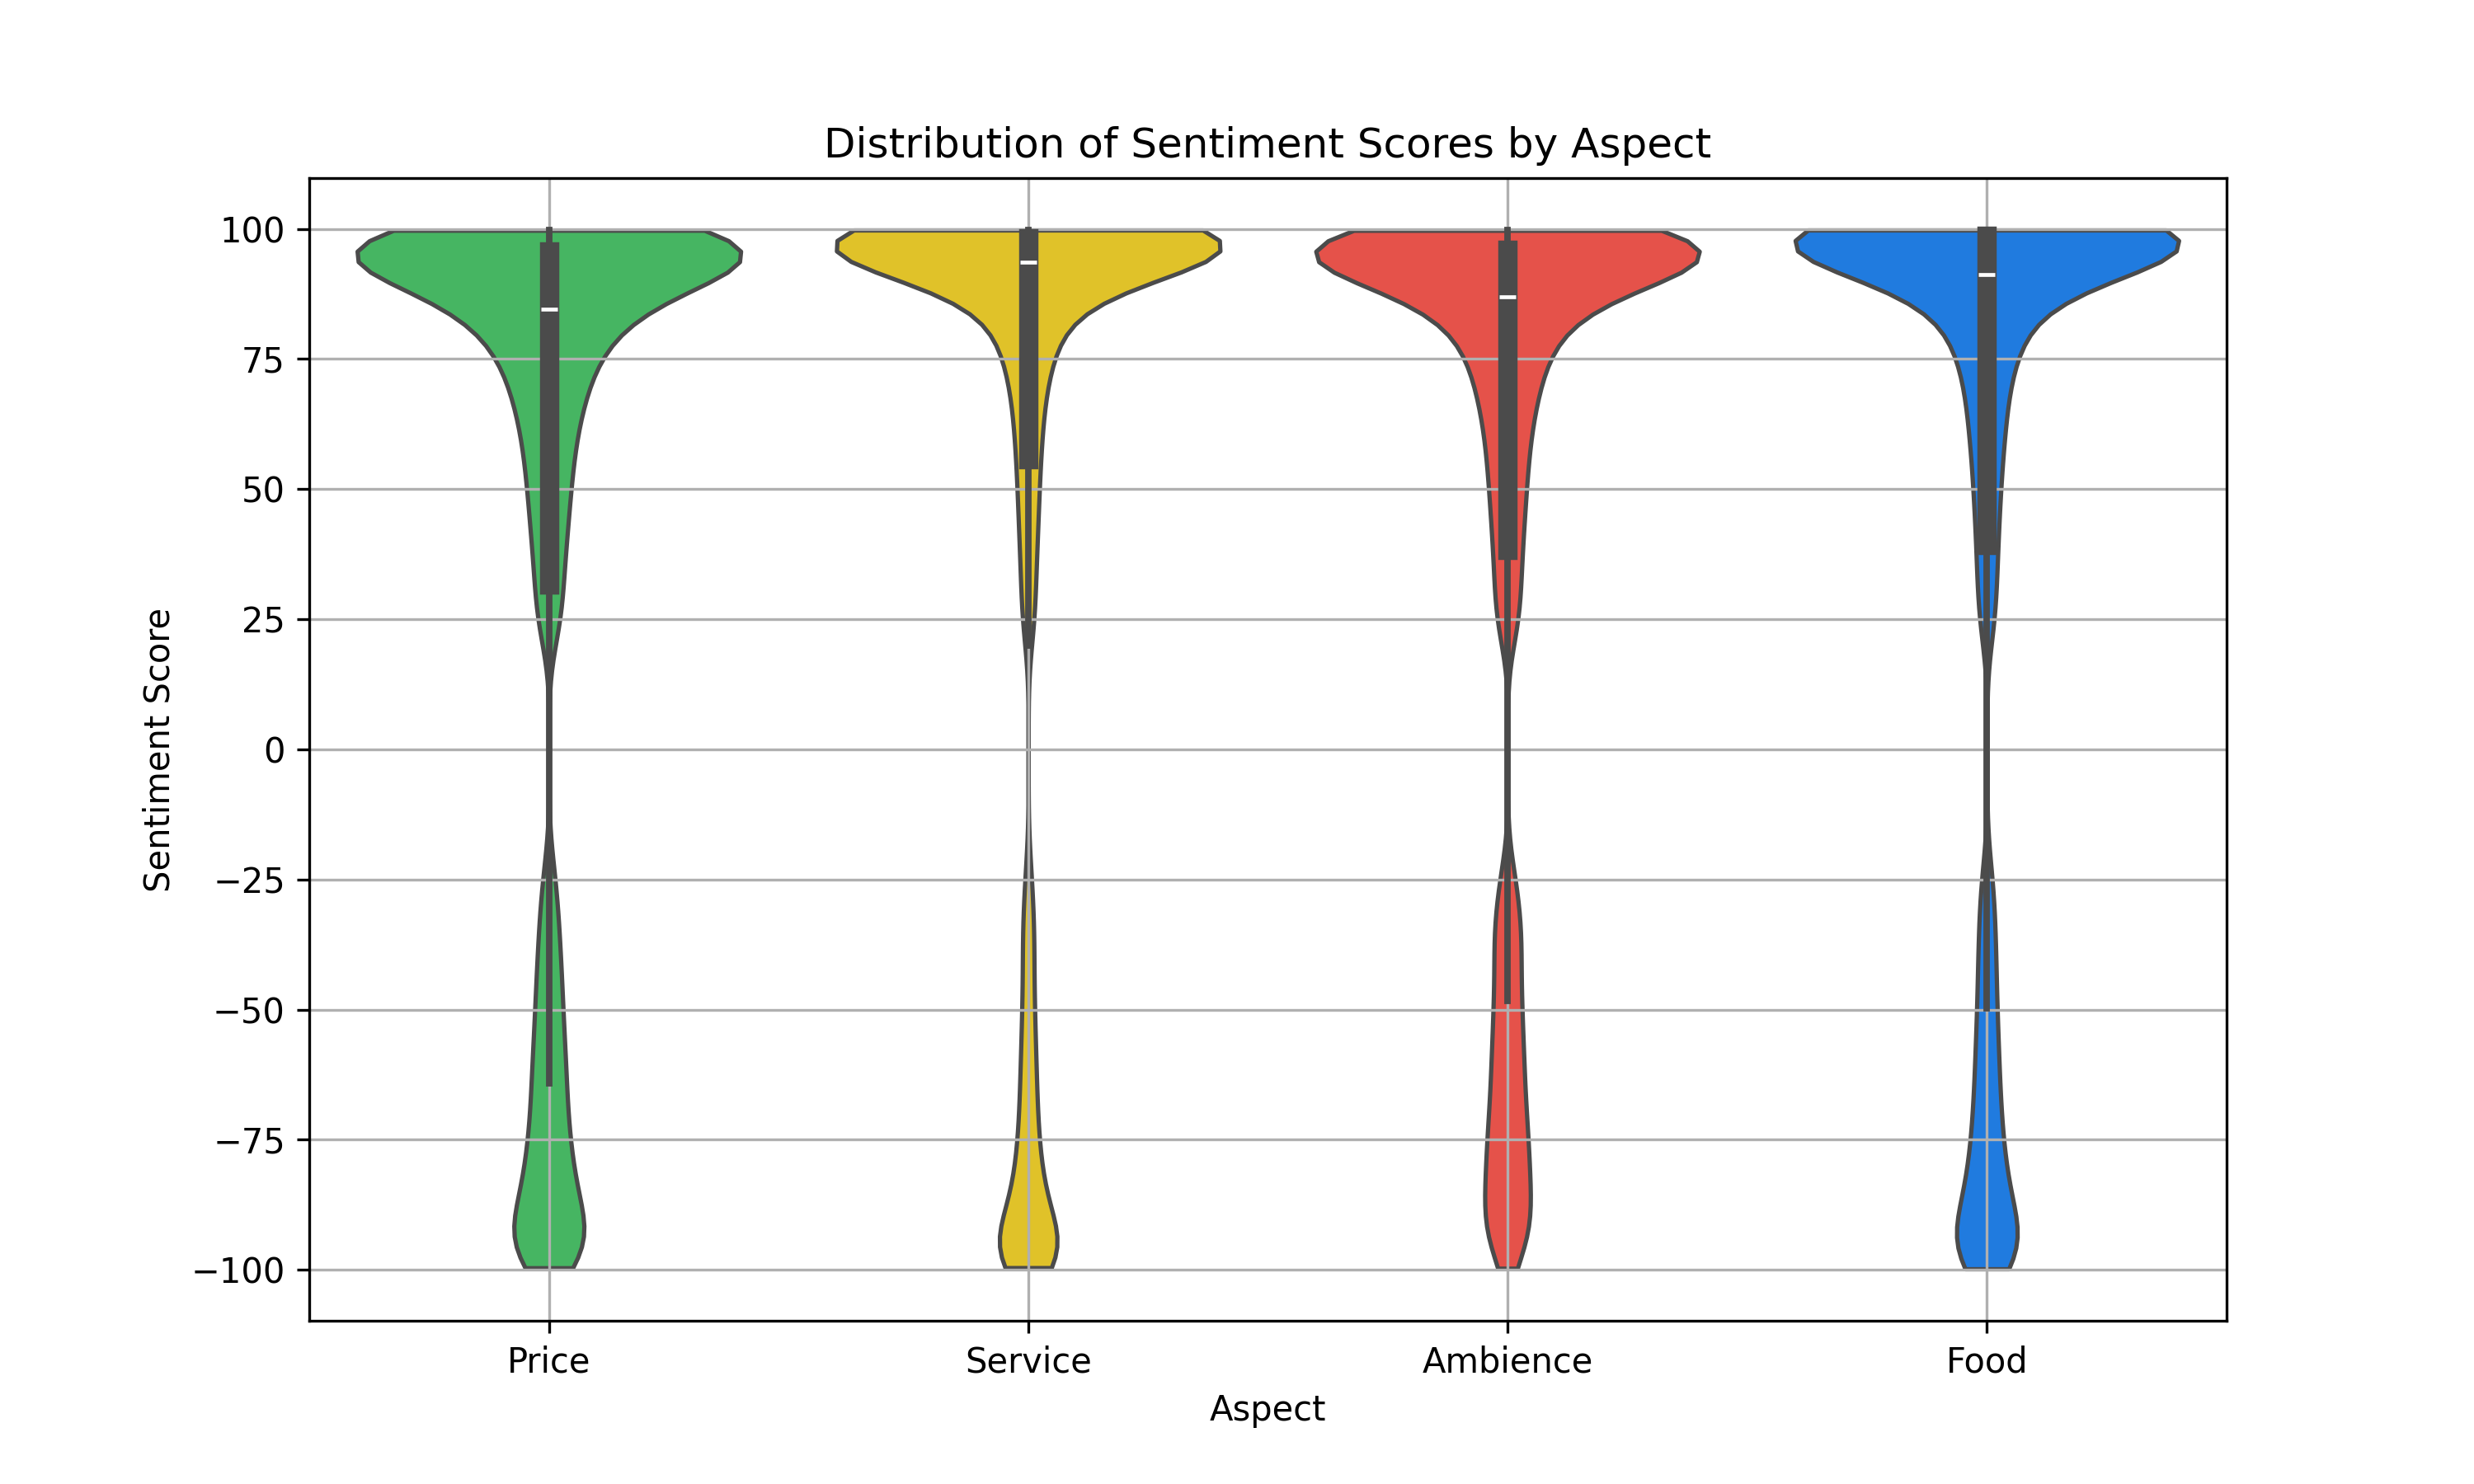 Distribution of Sentiment Scores by Aspect
100
75
50
25
0
−25
−50
−75
−100
Sentiment Score
Price Service Ambience Food
Aspect